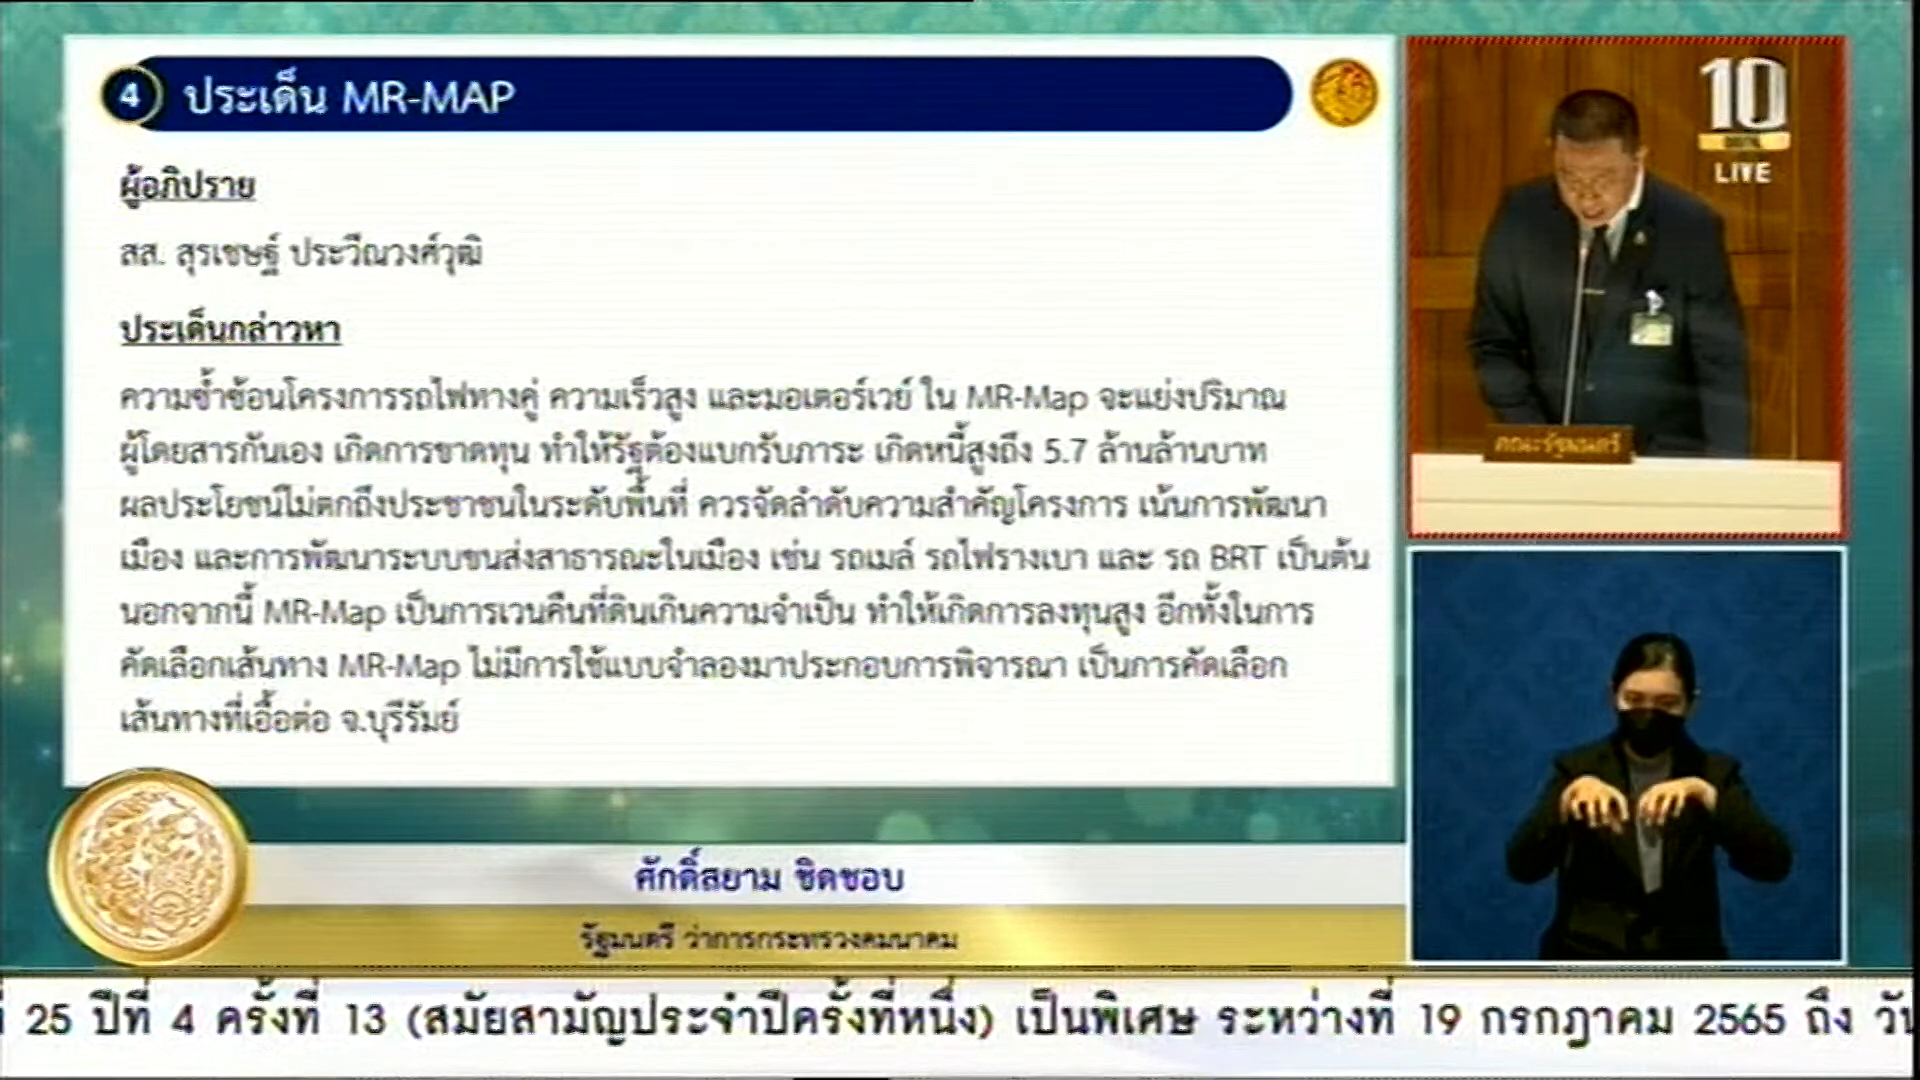 4 ประเด็น MR-MAP
ผู้อภิปราย
สส. สุรเชษฐ์ ประวีณวงศ์วุฒิ
ประเด็นกล่าวหา
ความซ้ำซ้อนโครงการรถไฟทางคู่ ความเร็วสูง และมอเตอร์เวย์ ใน MR-Map จะแย่งปริมาณ
ผู้โดยสารกันเอง เกิดการขาดทุน ทำให้รัฐต้องแบกรับภาระ เกิดหนี้สูงถึง 5.7 ล้านล้านบาท
ผลประโยชน์ไม่ตกถึงประชาชนในระดับพื้นที่ ควรจัดลำดับความสำคัญโครงการ เน้นการพัฒนา
เมือง และการพัฒนาระบบขนส่งสาธารณะในเมือง เช่น รถเมล์ รถไฟรางเบา และ รถ BRT เป็นต้น
นอกจากนี้ MR-Map เป็นการเวนคืนที่ดินเกินความจำเป็น ทำให้เกิดการลงทุนสูง อีกทั้งในการ
คัดเลือกเส้นทาง MR-Map ไม่มีการใช้แบบจำลองมาประกอบการพิจารณา เป็นการคัดเลือก
เส้นทางที่เอื้อต่อ จ.บุรีรัมย์
10
LIVE
คณะรัฐมนตรี
ศักดิ์สยาม ชิดชอบ
รัฐมนตรี ว่าการกระทรวงคมนาคม
25 ปีที่ 4 ครั้งที่ 13 (สมัยสามัญประจำปีครั้งที่หนึ่ง) เป็นพิเศษ ระหว่างที่ 19 กรกฎาคม 2565 ถึง วัน